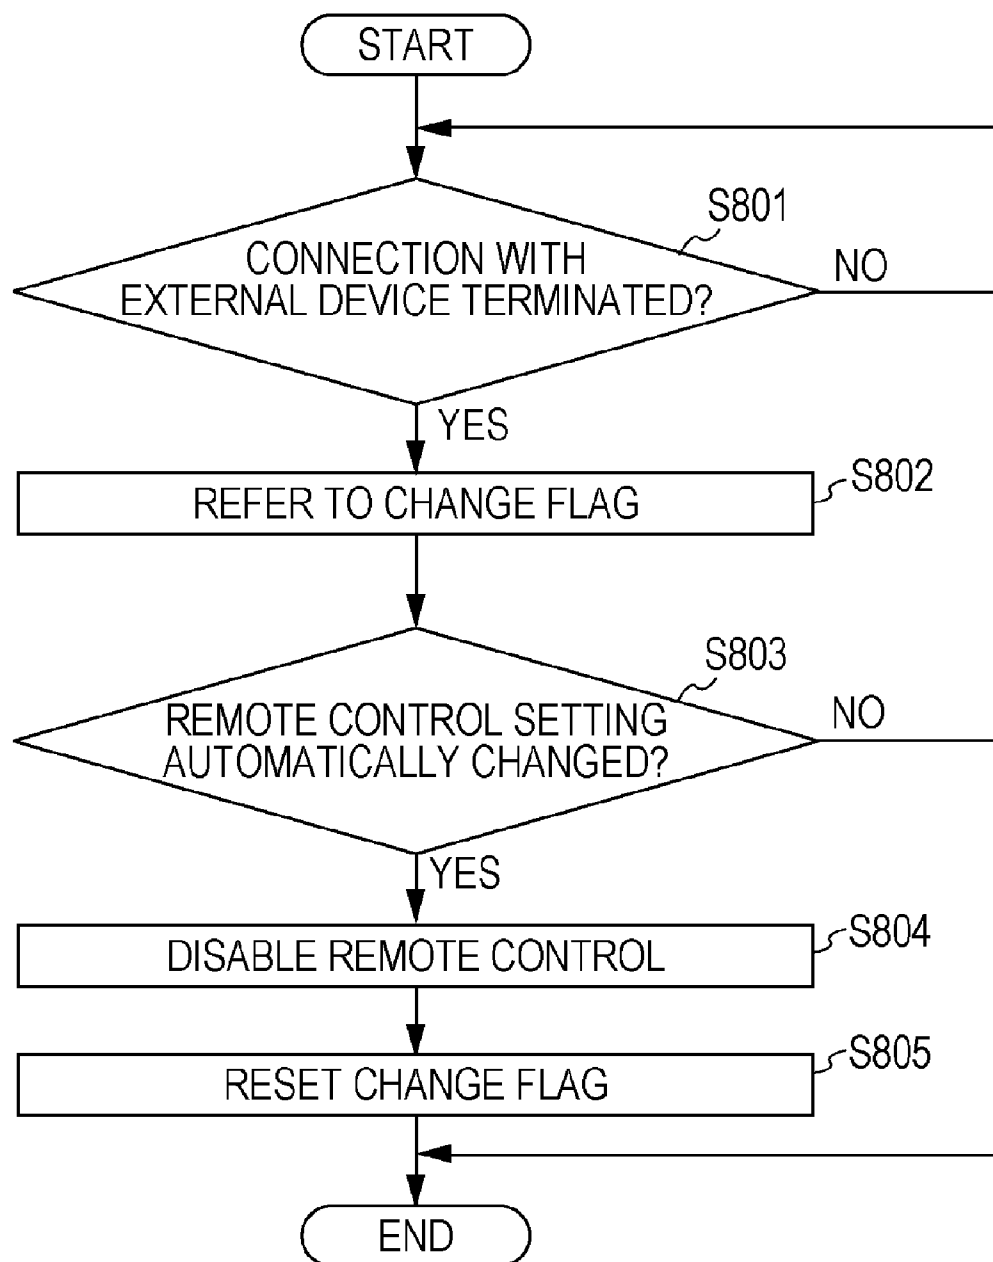 START
S801
CONNECTION WITH
EXTERNAL DEVICE TERMINATED?
NO
YES
S802
REFER TO CHANGE FLAG
S803
REMOTE CONTROL SETTING
AUTOMATICALLY CHANGED?
NO
YES
S804
DISABLE REMOTE CONTROL
S805
RESET CHANGE FLAG
END